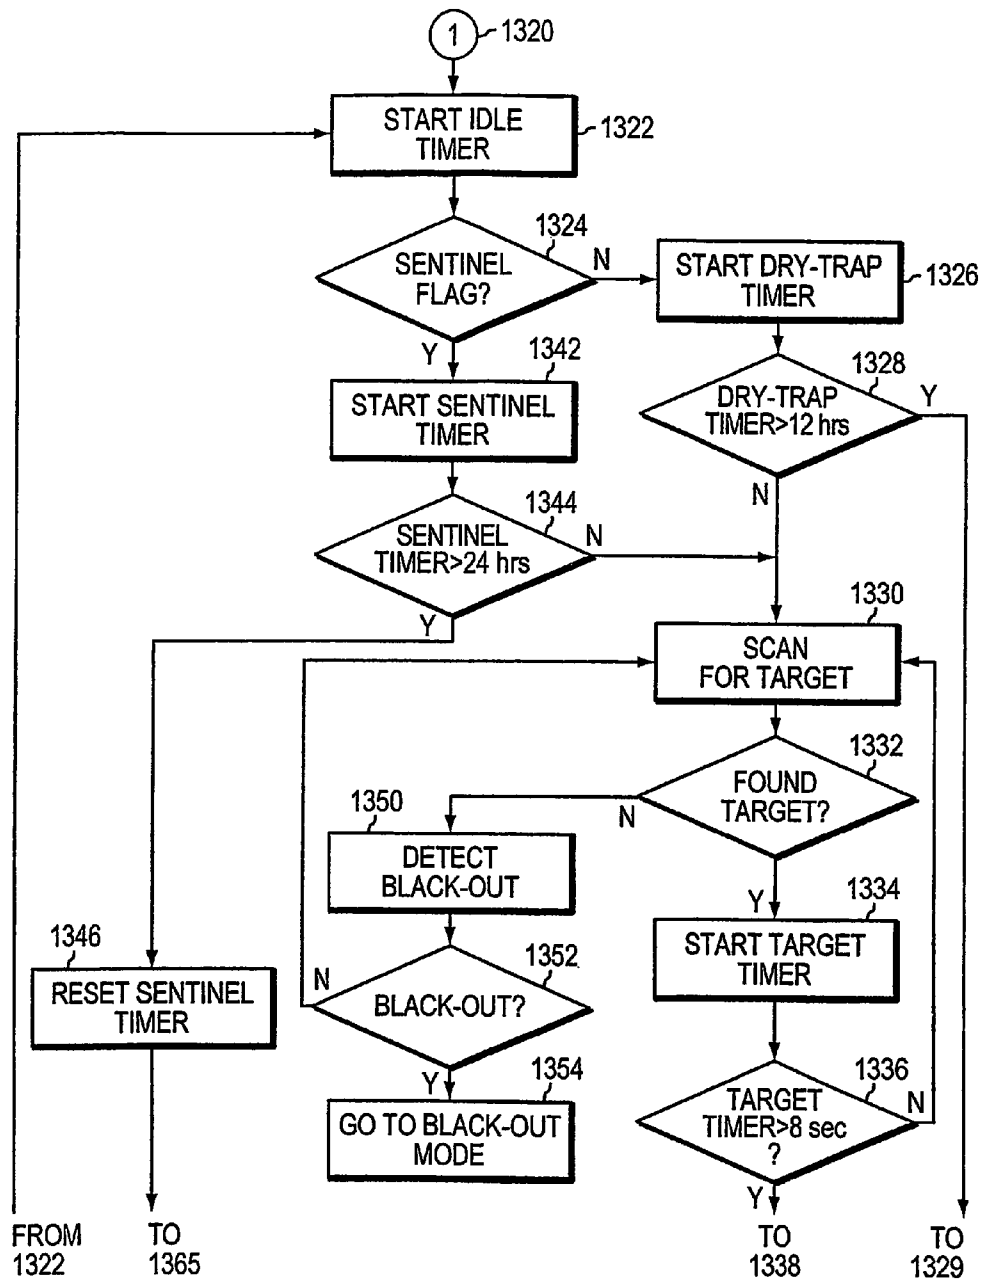 1
1320
START IDLE
TIMER
1322
1324
SENTINEL
FLAG?
N
START DRY-TRAP
TIMER
1326
Y
1342
START SENTINEL
TIMER
1328
DRY-TRAP
TIMER>12 hrs
Y
N
1344
SENTINEL
TIMER>24 hrs
N
Y
1330
SCAN
FOR TARGET
1332
FOUND
TARGET?
N
1350
DETECT
BLACK-OUT
Y
1334
START TARGET
TIMER
1346
RESET SENTINEL
TIMER
N
1352
BLACK-OUT?
Y
1354
GO TO BLACK-OUT
MODE
1336
TARGET
TIMER>8 sec
?
N
Y
FROM
1322
TO
1365
TO
1338
TO
1329